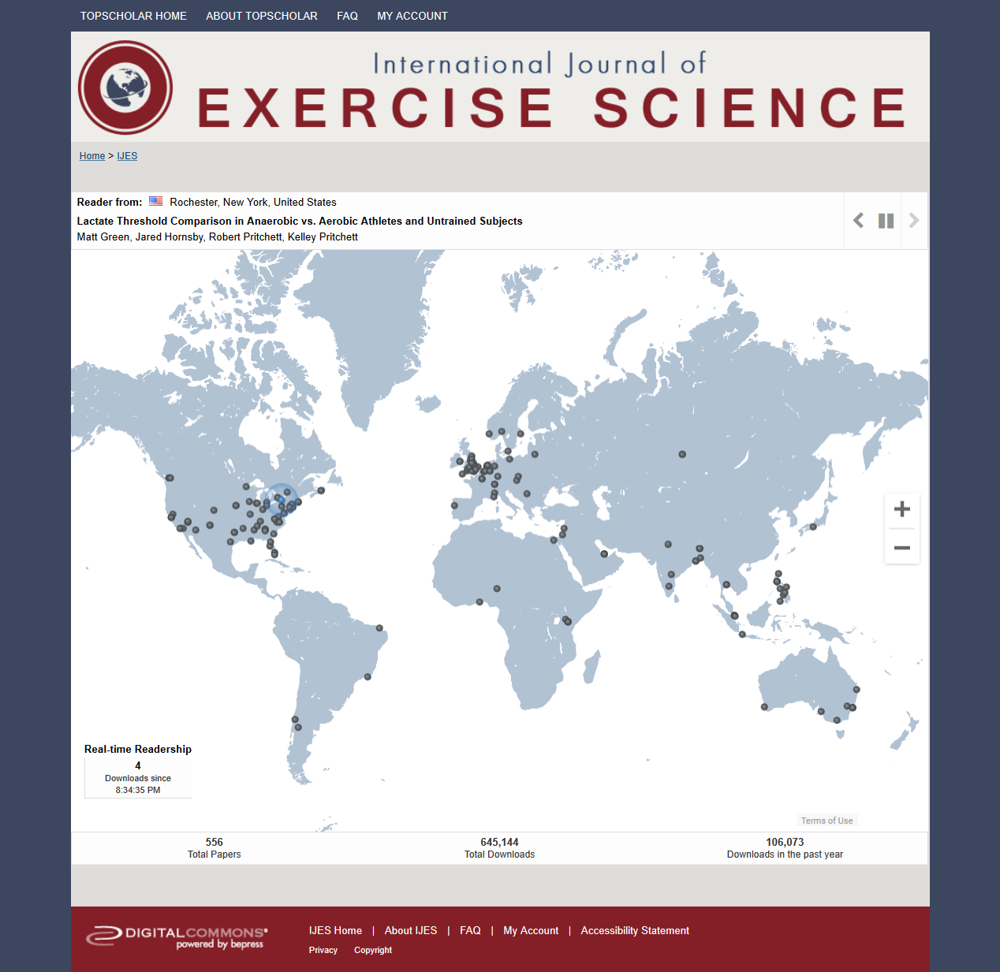 TOPSCHOLAR HOME ABOUT TOPSCHOLAR FAQ MY ACCOUNT
International Journal of
EXERCISE SCIENCE
Home > IJES
Reader from: Rochester, New York, United States
Lactate Threshold Comparison in Anaerobic vs. Aerobic Athletes and Untrained Subjects
Matt Green, Jared Hornsby, Robert Pritchett, Kelley Pritchett
Real-time Readership
4
Downloads since
8:34:35 PM
Terms of Use
556 645,144 106,073
Total Papers Total Downloads Downloads in the past year
DIGITALCOMMONS®
powered by bepress
IJES Home | About IJES | FAQ | My Account | Accessibility Statement
Privacy Copyright